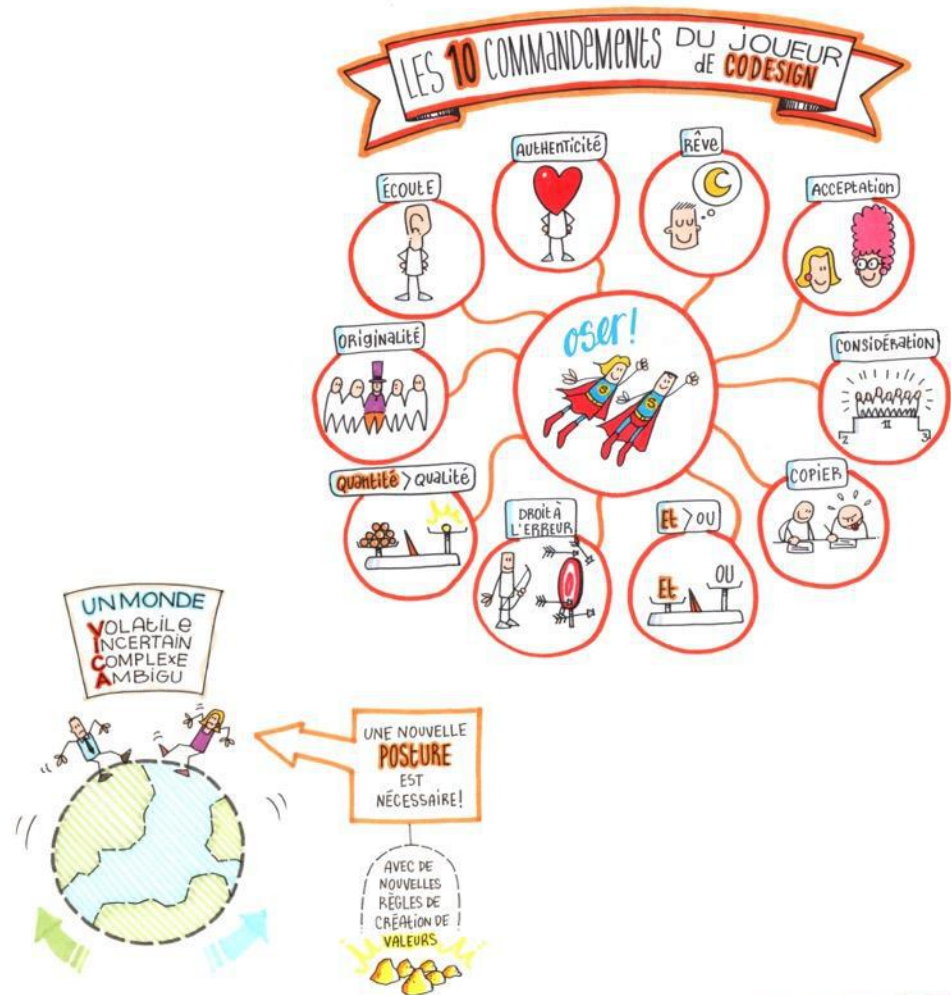 LES 10 COMMANDEMENTS DU JOUEUR
DE CODESIGN
AUTHENTICITÉ
RÊVE
ÉCOUTE
ACCEPTATION
oser!
ORIGINALITÉ
CONSIDÉRATION
2 1 3
QUANTITÉ > QUALITÉ
DROIT À
L'ERREUR
ET > OU
COPIER
ET
OU
S
S
UN MONDE
VOLATILE
INCERTAIN
COMPLEXE
AMBIGU
UNE NOUVELLE
POSTURE
EST
NÉCESSAIRE!
AVEC DE
NOUVELLES
RÈGLES DE
CRÉATION DE
VALEURS